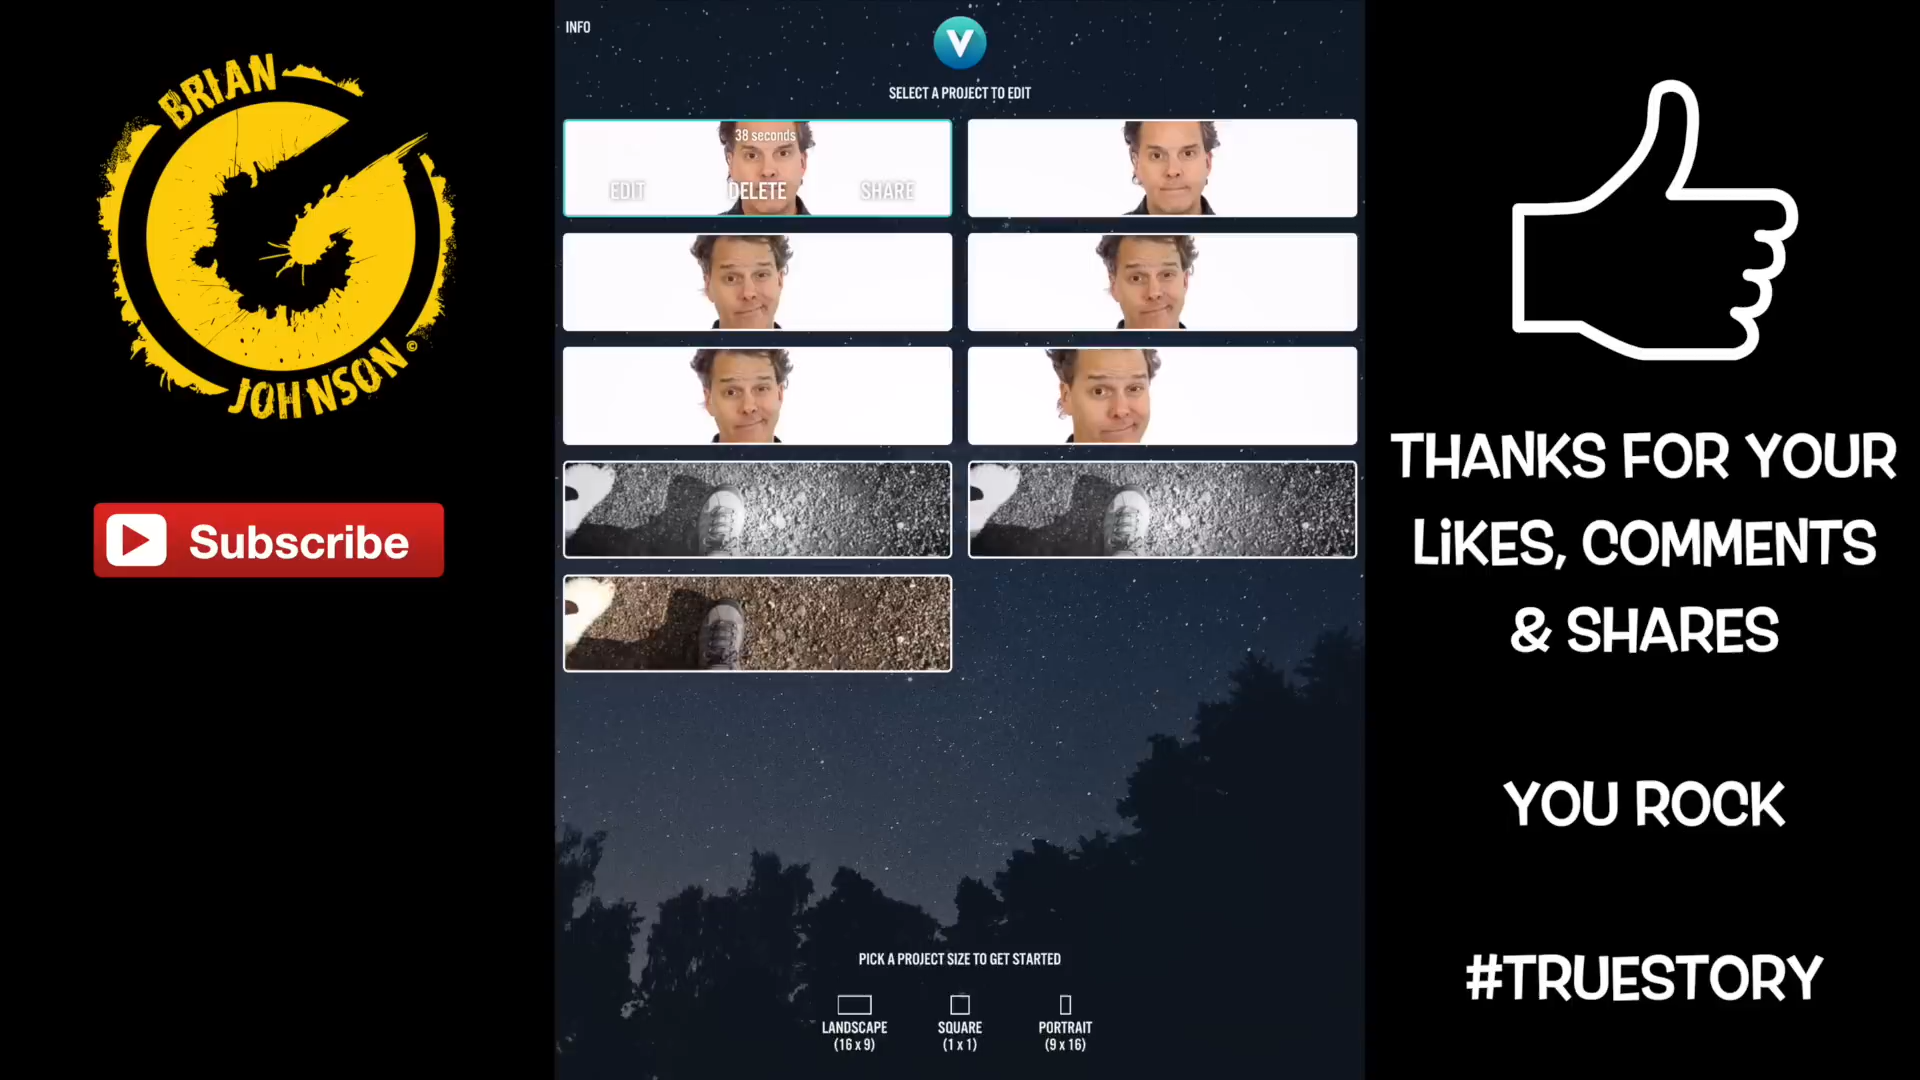 BRIAN
JOHNSON©
Subscribe
INFO
V
SELECT A PROJECT TO EDIT
38 seconds
EDIT DELETE SHARE
PICK A PROJECT SIZE TO GET STARTED
LANDSCAPE
(16 x 9)
SQUARE
(1 x 1)
PORTRAIT
(9 x 16)
THANKS FOR YOUR
LiKES, COMMENTS
& SHARES
YOU ROCK
#TRUESTORY